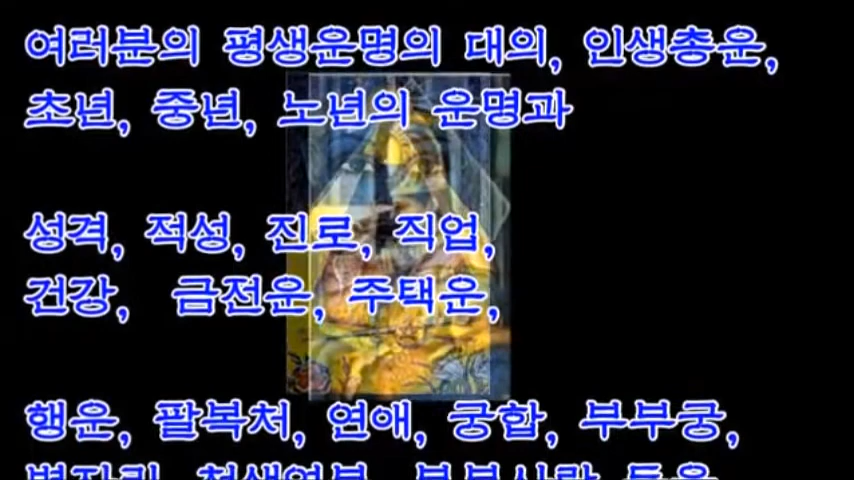 여러분의 평생운명의 대의, 인생총운,
초년, 중년, 노년의 운명과
성격, 적성, 진로, 직업,
건강, 금전운, 주택운,
행운, 팔복처, 연애, 궁합, 부부궁,